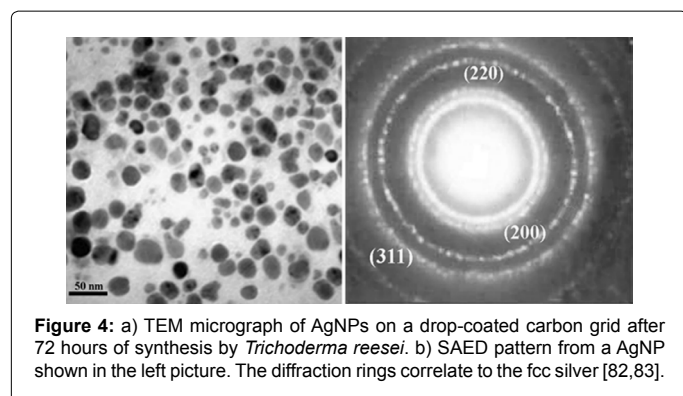 (220)
(200)
(311)
50 nm
Figure 4: a) TEM micrograph of AgNPs on a drop-coated carbon grid after
72 hours of synthesis by Trichoderma reesei. b) SAED pattern from a AgNP
shown in the left picture. The diffraction rings correlate to the fcc silver [82,83].